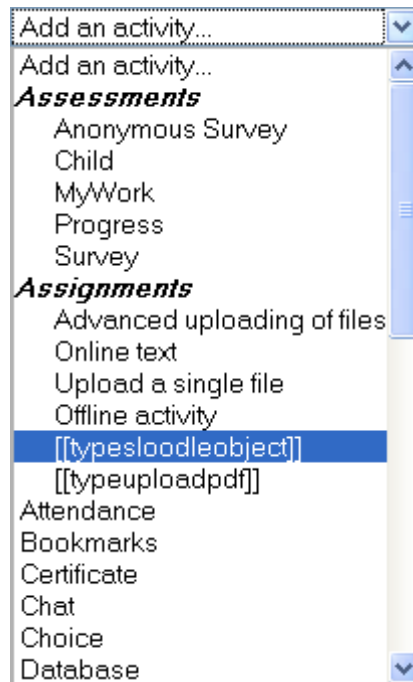 Add an activity...
Add an activity...
Assessments
Anonymous Survey
Child
MyWork
Progress
Survey
Assignments
Advanced uploading of files
Online text
Upload a single file
Offline activity
[[typesloodleobject]]
[[typeuploadpdf]]
Attendance
Bookmarks
Certificate
Chat
Choice
Database